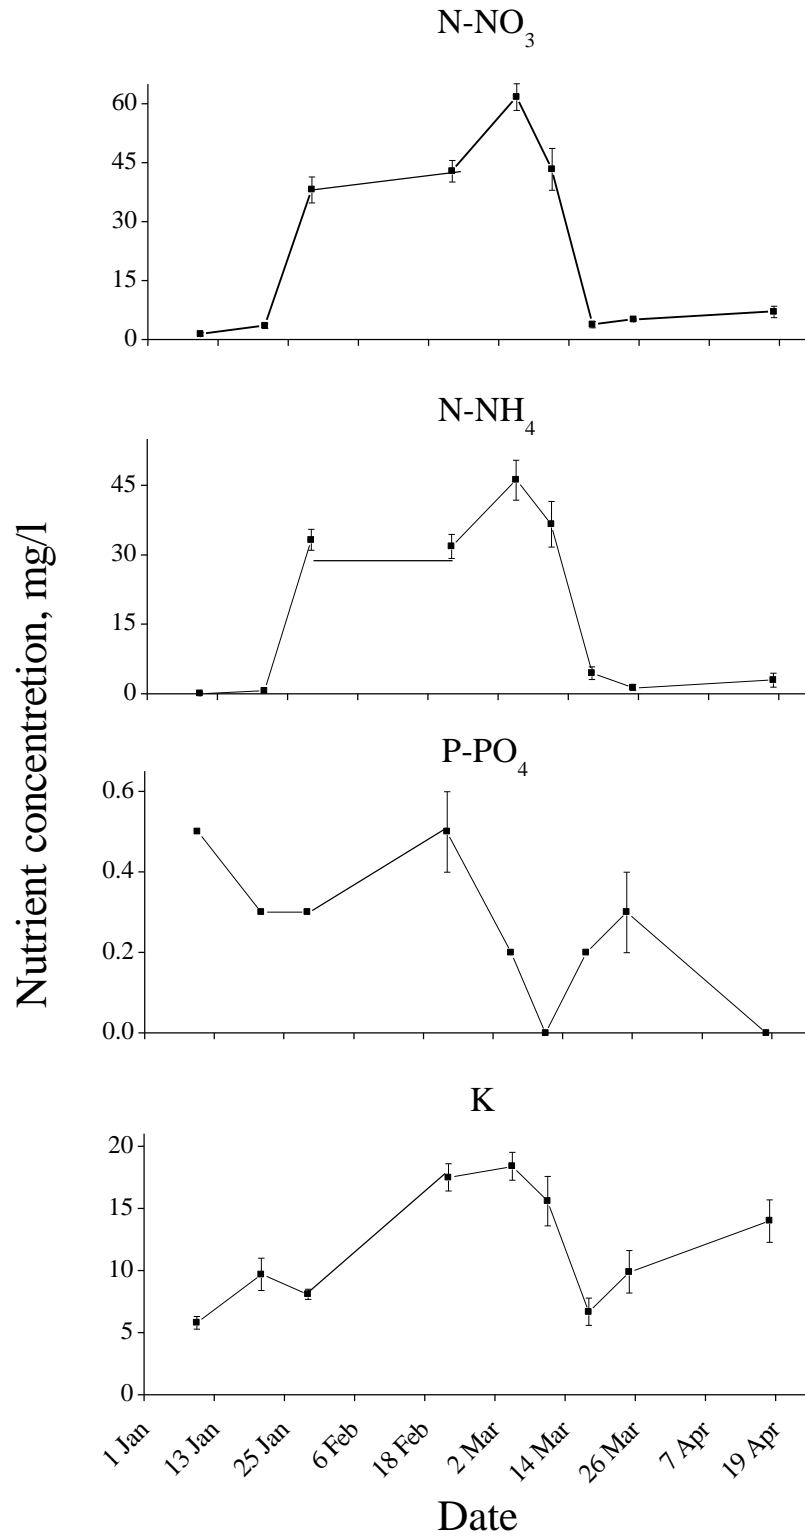 N-NO3
60
45
30
15
0
N-NH4
45
30
15
0
Nutrient concentretion, mg/l
P-PO4
0.6
0.4
0.2
0.0
K
20
15
10
5
0
1 Jan 13 Jan 25 Jan 6 Feb 18 Feb 2 Mar 14 Mar 26 Mar 7 Apr 19 Apr
Date